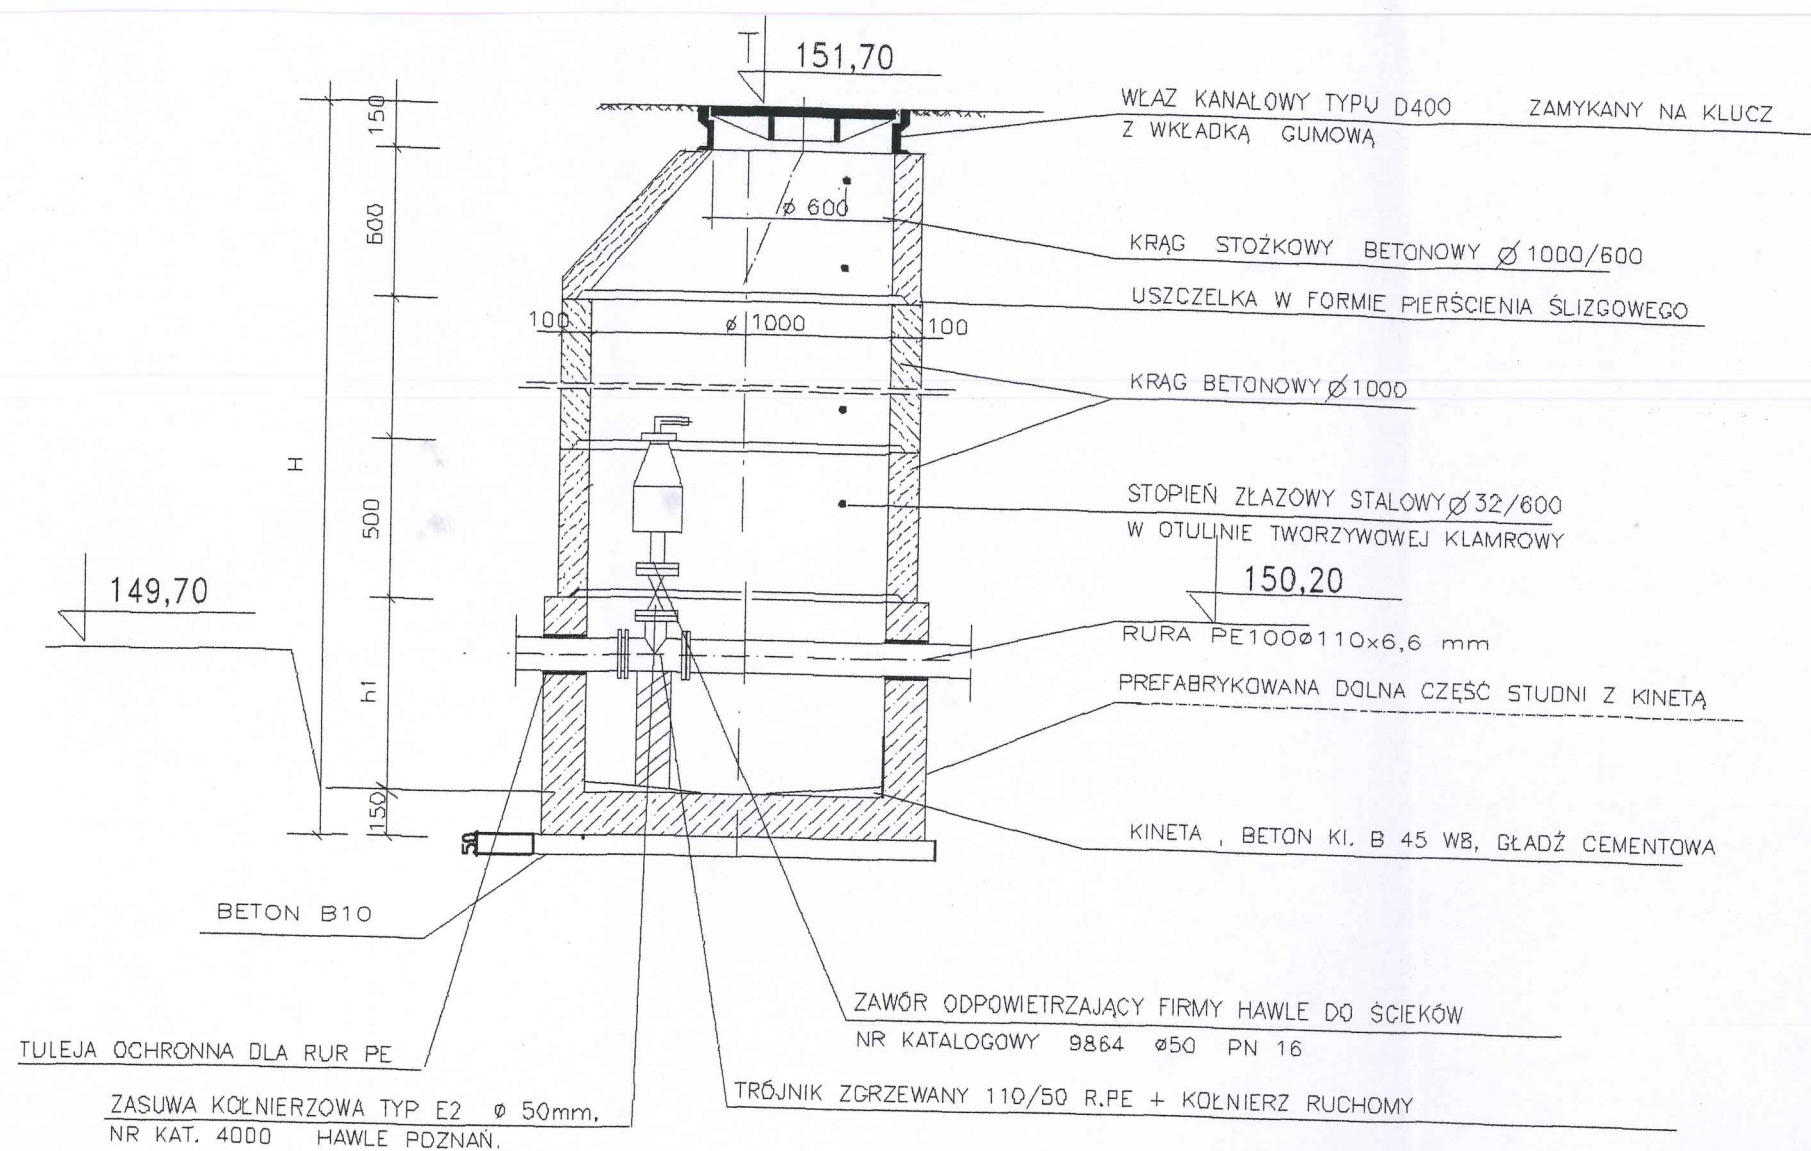 T 151,70
WŁAZ KANAŁOWY TYPU D400 ZAMYKANY NA KLUCZ
Z WKŁADKĄ GUMOWĄ
150
600
ø 600
KRĄG STOŻKOWY BETONOWY Ø 1000/600
USZCZELKA W FORMIE PIERŚCIENIA ŚLIZGOWEGO
100 ø 1000 100
KRĄG BETONOWY Ø 1000
H
500
STOPIEŃ ZŁAZOWY STALOWY Ø 32/600
W OTULINIE TWORZYWOWEJ KLAMROWY
149,70
150,20
RURA PE100ø110x6,6 mm
h1
PREFABRYKOWANA DOLNA CZĘŚĆ STUDNI Z KINETĄ
150
50
KINETA , BETON Kl. B 45 W8, GŁADŹ CEMENTOWA
BETON B10
ZAWÓR ODPOWIETRZAJĄCY FIRMY HAWLE DO ŚCIEKÓW
NR KATALOGOWY 9864 ø50 PN 16
TULEJA OCHRONNA DLA RUR PE
TRÓJNIK ZGRZEWANY 110/50 R.PE + KOŁNIERZ RUCHOMY
ZASUWA KOŁNIERZOWA TYP E2 ø 50mm.
NR KAT. 4000 HAWLE POZNAŃ.